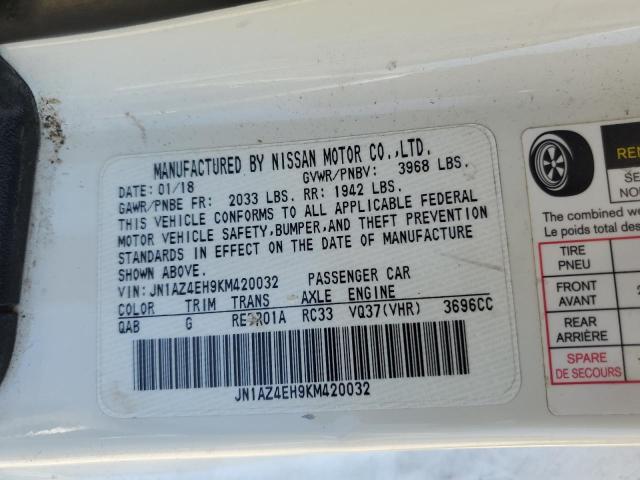 MANUFACTURED BY NISSAN MOTOR CO.,LTD.
DATE: 01/18 GVWR/PNBV: 3968 LBS.
GAWR/PNBE FR: 2033 LBS. RR: 1942 LBS.
THIS VEHICLE CONFORMS TO ALL APPLICABLE FEDERAL
MOTOR VEHICLE SAFETY,BUMPER,AND THEFT PREVENTION
STANDARDS IN EFFECT ON THE DATE OF MANUFACTURE
SHOWN ABOVE.
VIN: JN1AZ4EH9KM420032 PASSENGER CAR
COLOR TRIM TRANS AXLE ENGINE
QAB G RC33 VQ37(VHR) 3696CC
JN1AZ4EH9KM420032
The combined
Le poids total des
TIRE
PNEU
FRONT
AVANT
REAR
ARRIÈRE
SPARE
DE SECOURS